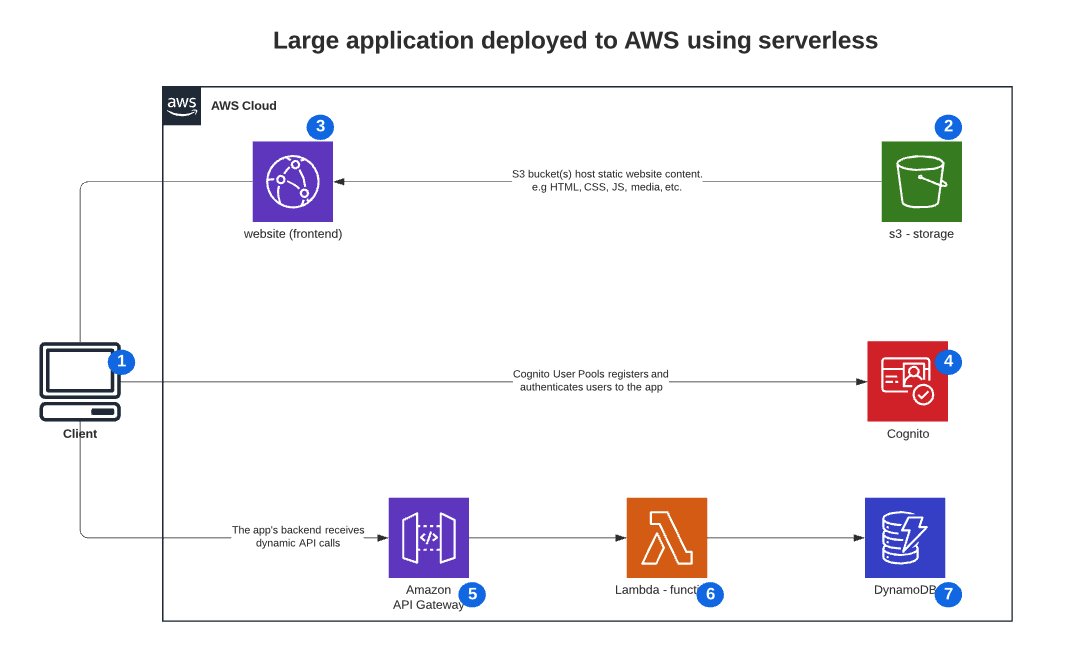 Large application deployed to AWS using serverless
aws
AWS Cloud
3
2
S3 bucket(s) host static website content.
e.g HTML, CSS, JS, media, etc.
website (frontend)
s3 - storage
1
4
Cognito User Pools registers and
authenticates users to the app
Client
Cognito
The app's backend receives
dynamic API calls
</>
Amazon
API Gateway
5
Lambda -
6
DynamoDB
7